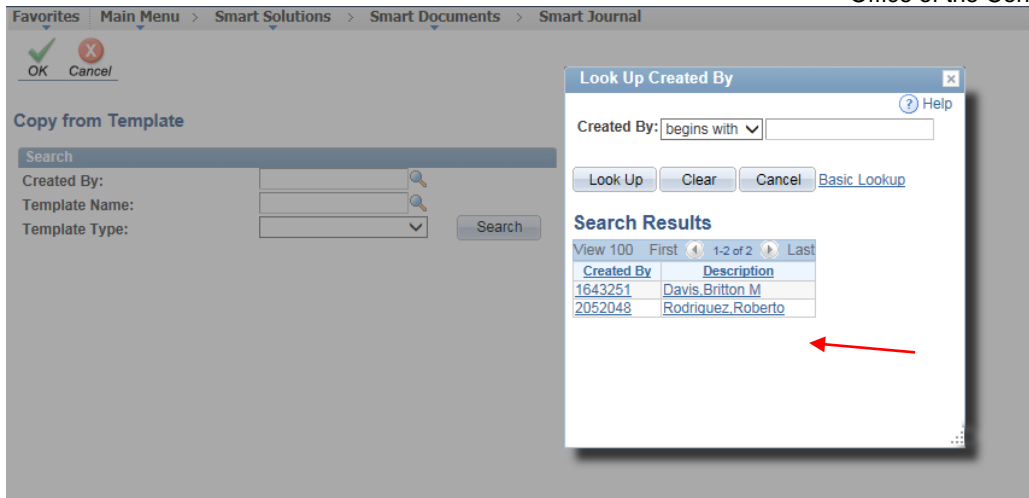 Favorites Main Menu > Smart Solutions > Smart Documents > Smart Journal
OK Cancel
Copy from Template
Search
Created By:
Template Name:
Template Type:
Search
Look Up Created By
Help
Created By: begins with
Look Up Clear Cancel Basic Lookup
Search Results
View 100 First 1-2 of 2 Last
Created By Description
1643251 Davis,Britton M
2052048 Rodriguez,Roberto